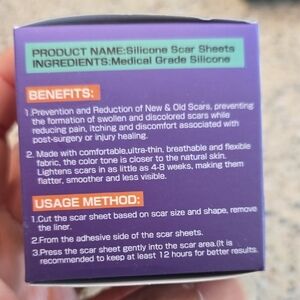 PRODUCT NAME:Silicone Scar Sheets
INGREDIENTS:Medical Grade Silicone
BENEFITS:
1.Prevention and Reduction of New & Old Scars, preventing
the formation of swollen and discolored scars while
reducing pain, itching and discomfort associated with
post-surgery or injury healing.
2. Made with comfortable,ultra-thin, breathable and flexible
fabric, the color tone is closer to the natural skin.
Lightens scars in as little as 4-8 weeks, making them
flatter, smoother and less visible.
USAGE METHOD:
1.Cut the scar sheet based on scar size and shape, remove
the liner.
2.From the adhesive side of the scar sheets.
3.Press the scar sheet gently into the scar area.(It is
recommended to keep at least 12 hours for better results.